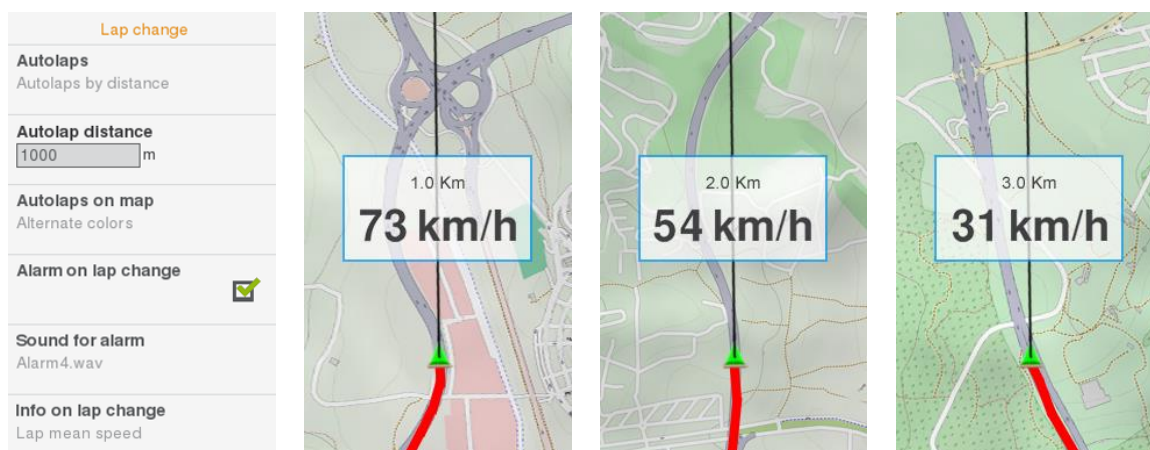 Lap change
Autolaps
Autolaps by distance
Autolap distance
1000 m
Autolaps on map
Alternate colors
Alarm on lap change
Sound for alarm
Alarm4.wav
Info on lap change
Lap mean speed
1.0 Km
73 km/h
2.0 Km
54 km/h
3.0 Km
31 km/h